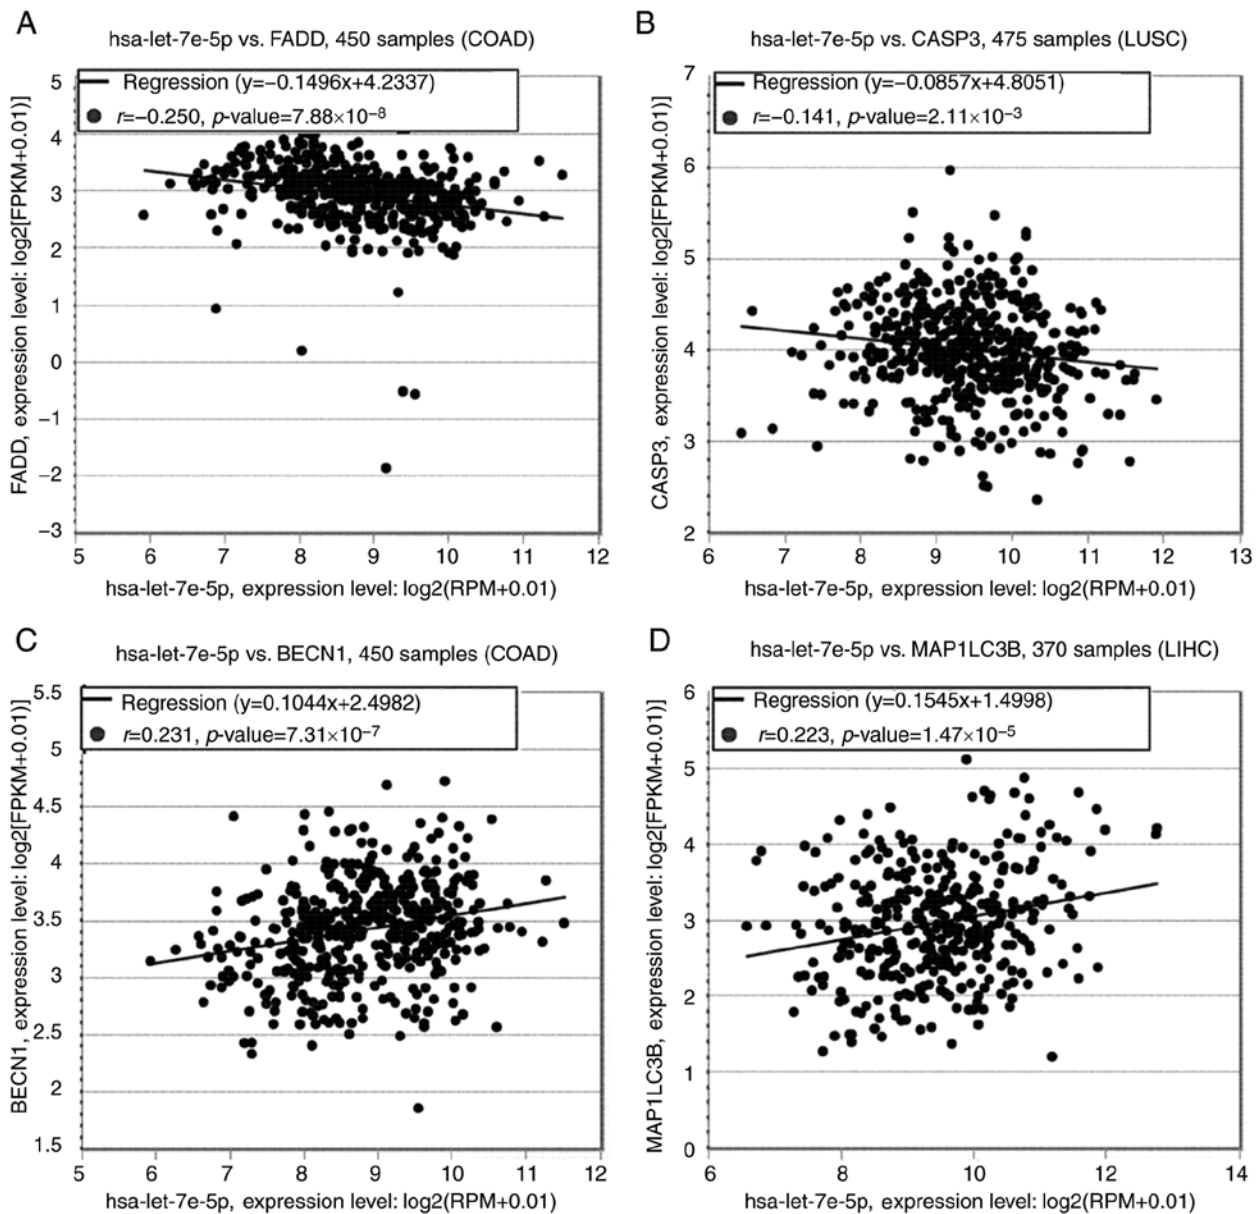 A
hsa-let-7e-5p vs. FADD, 450 samples (COAD)
Regression (y=−0.1496x+4.2337)
r=−0.250, p-value=7.88×10−8
FADD, expression level: log2[FPKM+0.01)]
5
4
3
2
1
0
−1
−2
−3
5 6 7 8 9 10 11 12
hsa-let-7e-5p, expression level: log2(RPM+0.01)
B
hsa-let-7e-5p vs. CASP3, 475 samples (LUSC)
Regression (y=−0.0857x+4.8051)
r=−0.141, p-value=2.11×10−3
CASP3, expression level: log2[FPKM+0.01)]
7
6
5
4
3
2
6 7 8 9 10 11 12 13
hsa-let-7e-5p, expression level: log2(RPM+0.01)
C
hsa-let-7e-5p vs. BECN1, 450 samples (COAD)
Regression (y=0.1044x+2.4982)
r=0.231, p-value=7.31×10−7
BECN1, expression level: log2[FPKM+0.01)]
5.5
5
4.5
4
3.5
3
2.5
2
1.5
5 6 7 8 9 10 11 12
hsa-let-7e-5p, expression level: log2(RPM+0.01)
D
hsa-let-7e-5p vs. MAP1LC3B, 370 samples (LIHC)
Regression (y=0.1545x+1.4998)
r=0.223, p-value=1.47×10−5
MAP1LC3B, expression level: log2[FPKM+0.01)]
6
5
4
3
2
1
0
6 8 10 12 14
hsa-let-7e-5p, expression level: log2(RPM+0.01)